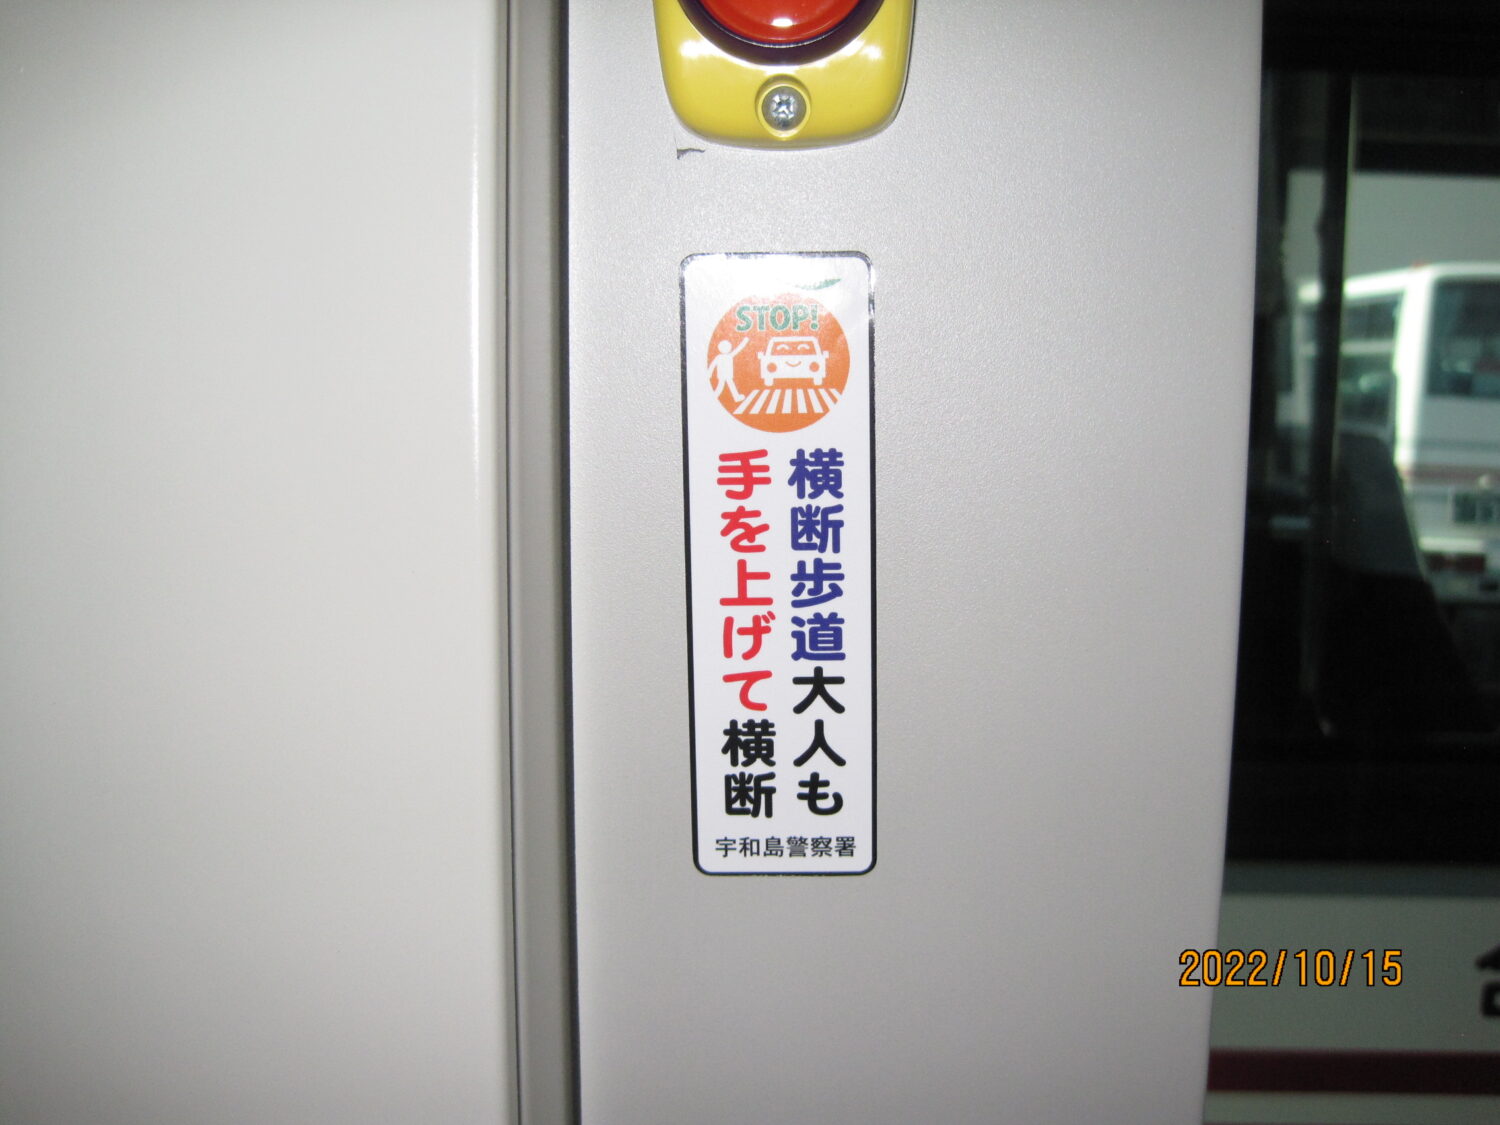 STOP!
横断歩道大人も
手を上げて横断
宇和島警察署
2022/10/15